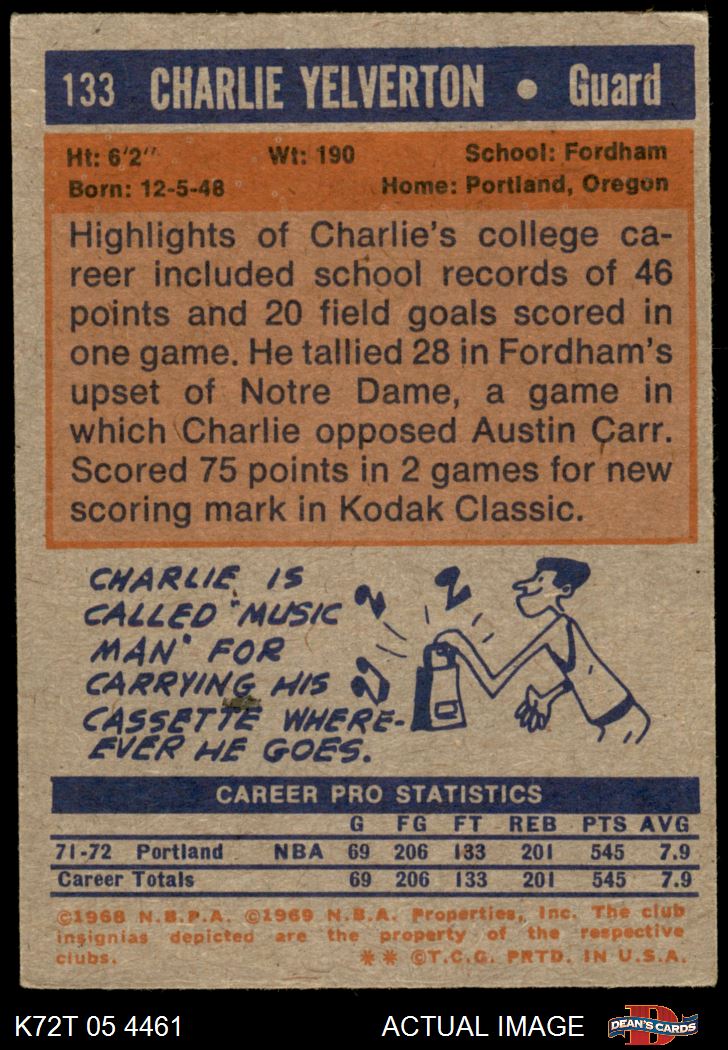 133 CHARLIE YELVERTON • Guard
Ht: 6'2" Wt: 190 School: Fordham
Born: 12-5-48 Home: Portland, Oregon
Highlights of Charlie's college ca-
reer included school records of 46
points and 20 field goals scored in
one game. He tallied 28 in Fordham's
upset of Notre Dame, a game in
which Charlie opposed Austin Carr.
Scored 75 points in 2 games for new
scoring mark in Kodak Classic.
CHARLIE IS
CALLED "MUSIC
MAN" FOR
CARRYING HIS
CASSETTE WHERE-
EVER HE GOES.
CAREER PRO STATISTICS
G FG FT REB PTS AVG
71-72 Portland NBA 69 206 133 201 545 7.9
Career Totals 69 206 133 201 545 7.9
©1968 N.B.P.A. ©1969 N.B.A. Properties, Inc. The club
insignias depicted are the property of the respective
clubs. ** ©T.C.G. PRTD. IN U.S.A.
K72T 05 4461 ACTUAL IMAGE DEAN'S CARDS